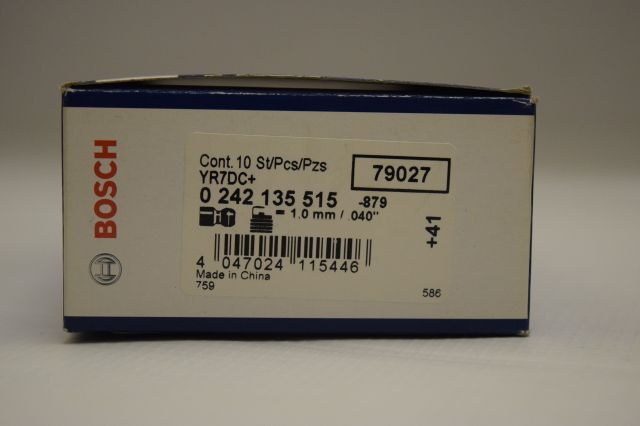 BOSCH
Cont. 10 St/Pcs/Pzs
YR7DC+
79027
0 242 135 515 -879
= 1.0 mm / .040"
+41
4 047024 115446
Made in China
759
586